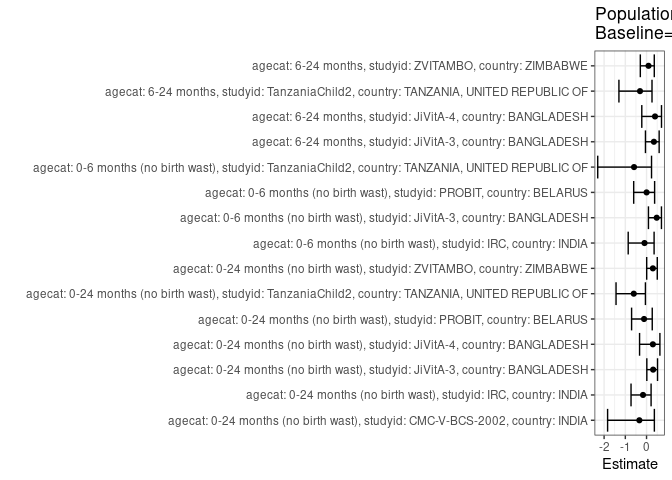 Population
Baseline=
agecat: 6-24 months, studyid: ZVITAMBO, country: ZIMBABWE
agecat: 6-24 months, studyid: TanzaniaChild2, country: TANZANIA, UNITED REPUBLIC OF
agecat: 6-24 months, studyid: JiVitA-4, country: BANGLADESH
agecat: 6-24 months, studyid: JiVitA-3, country: BANGLADESH
agecat: 0-6 months (no birth wast), studyid: TanzaniaChild2, country: TANZANIA, UNITED REPUBLIC OF
agecat: 0-6 months (no birth wast), studyid: PROBIT, country: BELARUS
agecat: 0-6 months (no birth wast), studyid: JiVitA-3, country: BANGLADESH
agecat: 0-6 months (no birth wast), studyid: IRC, country: INDIA
agecat: 0-24 months (no birth wast), studyid: ZVITAMBO, country: ZIMBABWE
agecat: 0-24 months (no birth wast), studyid: TanzaniaChild2, country: TANZANIA, UNITED REPUBLIC OF
agecat: 0-24 months (no birth wast), studyid: PROBIT, country: BELARUS
agecat: 0-24 months (no birth wast), studyid: JiVitA-4, country: BANGLADESH
agecat: 0-24 months (no birth wast), studyid: JiVitA-3, country: BANGLADESH
agecat: 0-24 months (no birth wast), studyid: IRC, country: INDIA
agecat: 0-24 months (no birth wast), studyid: CMC-V-BCS-2002, country: INDIA
-2 -1 0
Estimate